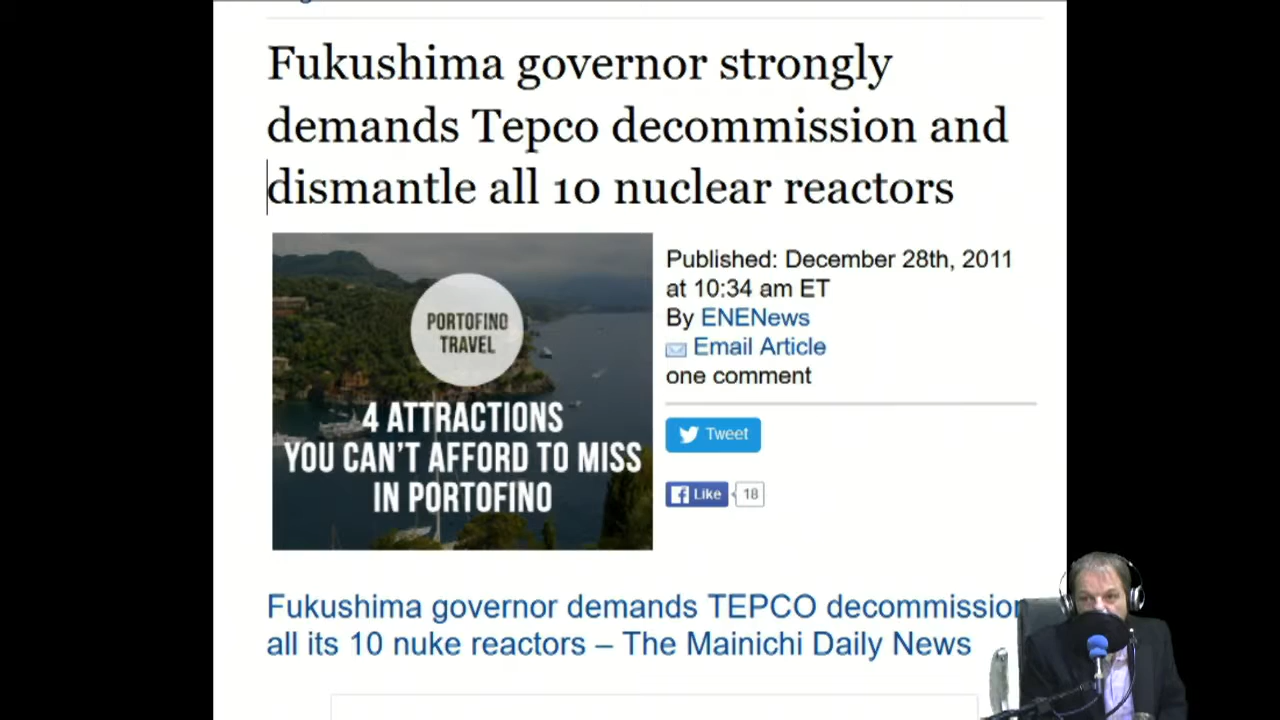 Fukushima governor strongly
demands Tepco decommission and
dismantle all 10 nuclear reactors
PORTOFINO
TRAVEL
4 ATTRACTIONS
YOU CAN'T AFFORD TO MISS
IN PORTOFINO
Published: December 28th, 2011
at 10:34 am ET
By ENENews
Email Article
one comment
Tweet
Like 18
Fukushima governor demands TEPCO decommission
all its 10 nuke reactors – The Mainichi Daily News